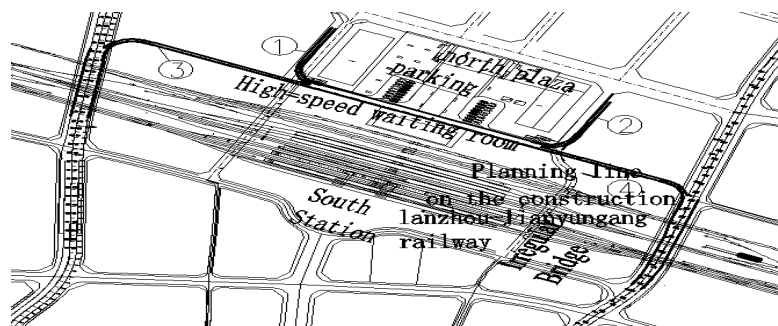 1
north plaza
parking
3
High-speed waiting room
2
Planning line
on the construction
lanzhou-lianyungang
railway
4
South
Station
Irregular
Bridge